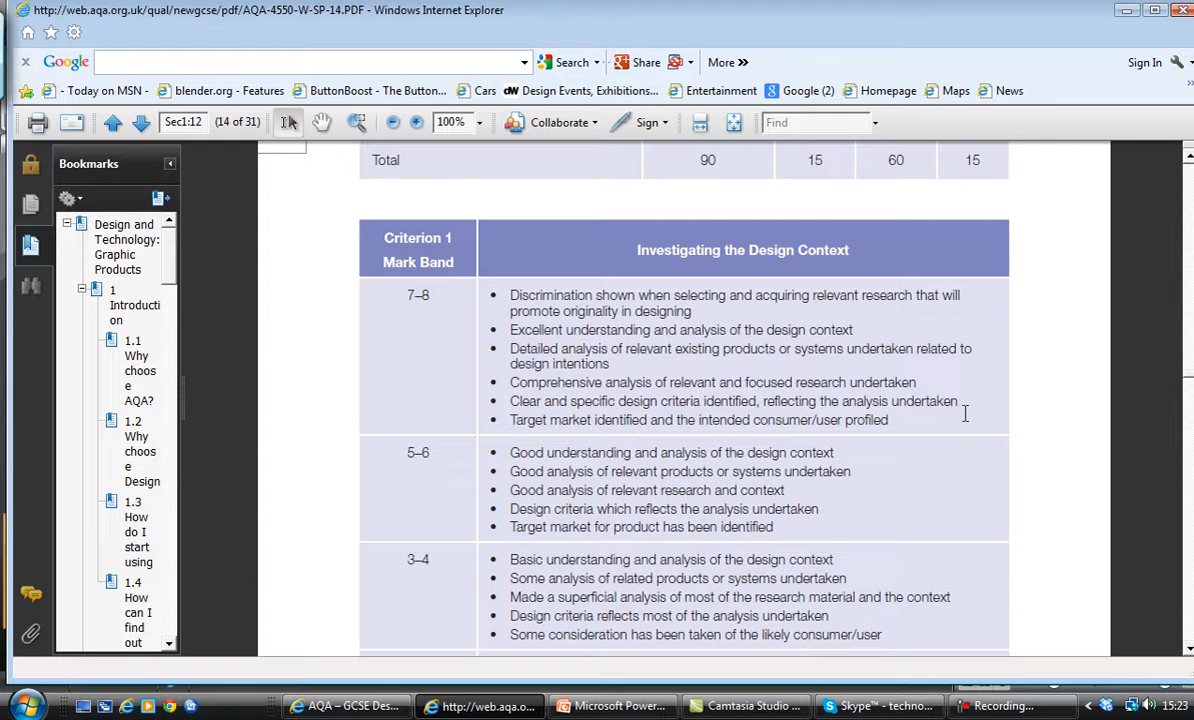 http://web.aqa.org.uk/qual/newgcse/pdf/AQA-4550-W-SP-14.PDF - Windows Internet Explorer
x Google Search Share More » Sign In
- Today on MSN blender.org - Features ButtonBoost - The Button... Cars dW Design Events, Exhibitions... Entertainment Google (2) Homepage Maps News
Sec1:12 (14 of 31) 100% Collaborate Sign Find
Bookmarks
Design and
Technology:
Graphic
Products
1
Introducti
on
1.1
Why
choos
e
AQA?
1.2
Why
choos
e
Design
1.3
How
do I
start
using
1.4
How
can I
find
out
Total 90 15 60 15
Criterion 1
Mark Band
Investigating the Design Context
7–8
• Discrimination shown when selecting and acquiring relevant research that will
promote originality in designing
• Excellent understanding and analysis of the design context
• Detailed analysis of relevant existing products or systems undertaken related to
design intentions
• Comprehensive analysis of relevant and focused research undertaken
• Clear and specific design criteria identified, reflecting the analysis undertaken
• Target market identified and the intended consumer/user profiled
5–6
• Good understanding and analysis of the design context
• Good analysis of relevant products or systems undertaken
• Good analysis of relevant research and context
• Design criteria which reflects the analysis undertaken
• Target market for product has been identified
3–4
• Basic understanding and analysis of the design context
• Some analysis of related products or systems undertaken
• Made a superficial analysis of most of the research material and the context
• Design criteria reflects most of the analysis undertaken
• Some consideration has been taken of the likely consumer/user
AQA – GCSE Des... http://web.aqa.o... Microsoft Power... Camtasia Studio ... Skype™ - techno... Recording... 15:23